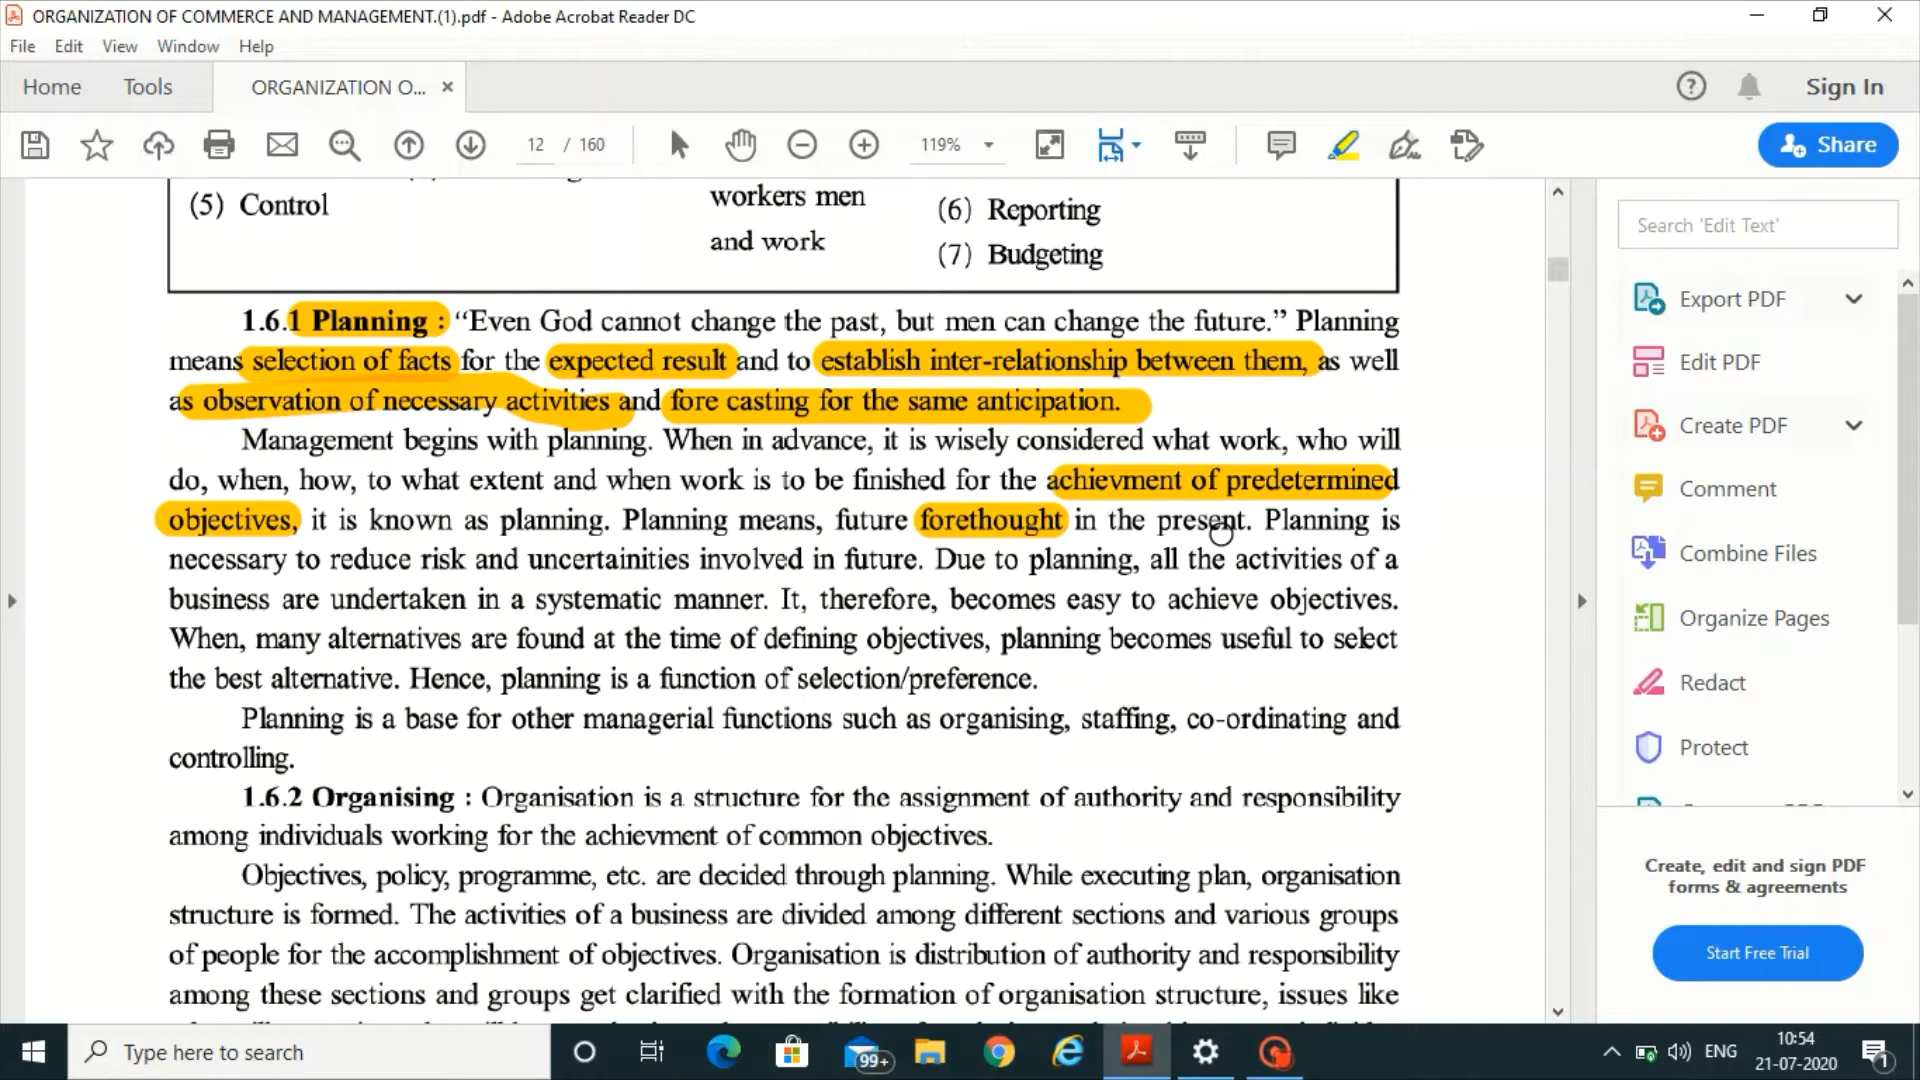 ORGANIZATION OF COMMERCE AND MANAGEMENT.(1).pdf - Adobe Acrobat Reader DC
File Edit View Window Help
Home Tools ORGANIZATION O... Sign In
12 / 160 119% Share
(5) Control
workers men
and work
(6) Reporting
(7) Budgeting
1.6.1 Planning : “Even God cannot change the past, but men can change the future.” Planning
means selection of facts for the expected result and to establish inter-relationship between them, as well
as observation of necessary activities and fore casting for the same anticipation.
Management begins with planning. When in advance, it is wisely considered what work, who will
do, when, how, to what extent and when work is to be finished for the achievment of predetermined
objectives, it is known as planning. Planning means, future forethought in the present. Planning is
necessary to reduce risk and uncertainities involved in future. Due to planning, all the activities of a
business are undertaken in a systematic manner. It, therefore, becomes easy to achieve objectives.
When, many alternatives are found at the time of defining objectives, planning becomes useful to select
the best alternative. Hence, planning is a function of selection/preference.
Planning is a base for other managerial functions such as organising, staffing, co-ordinating and
controlling.
1.6.2 Organising : Organisation is a structure for the assignment of authority and responsibility
among individuals working for the achievment of common objectives.
Objectives, policy, programme, etc. are decided through planning. While executing plan, organisation
structure is formed. The activities of a business are divided among different sections and various groups
of people for the accomplishment of objectives. Organisation is distribution of authority and responsibility
among these sections and groups get clarified with the formation of organisation structure, issues like
Search 'Edit Text'
Export PDF
Edit PDF
Create PDF
Comment
Combine Files
Organize Pages
Redact
Protect
Create, edit and sign PDF
forms & agreements
Start Free Trial
Type here to search
99+
ENG
10:54
21-07-2020
1